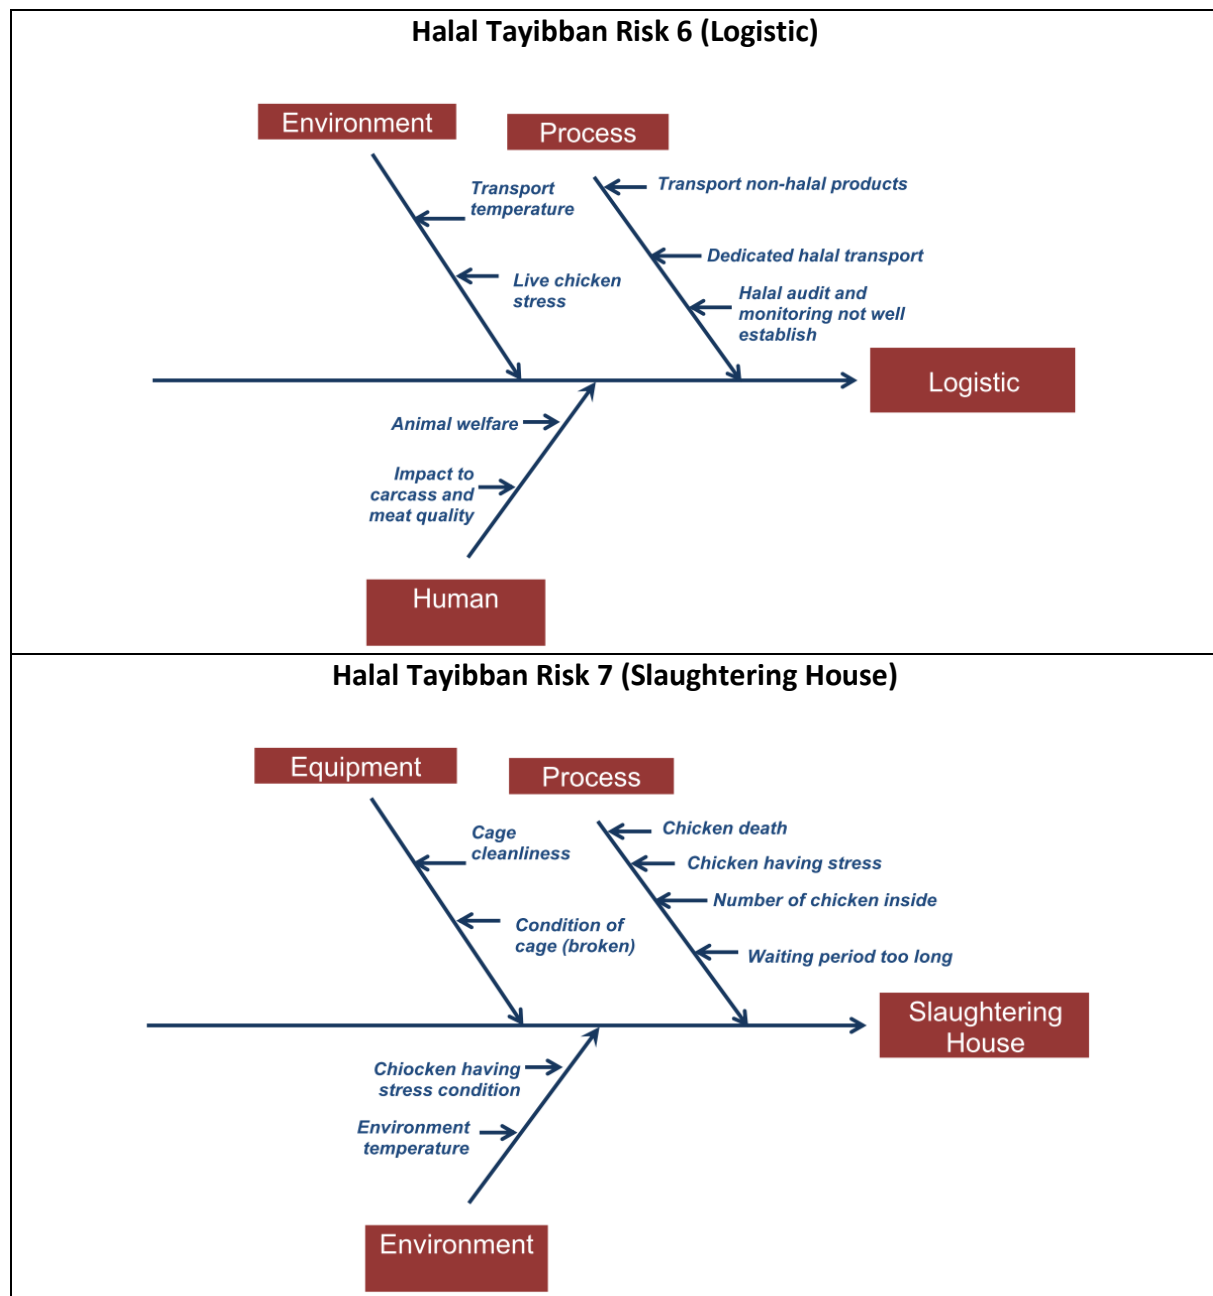 Halal Tayibban Risk 6 (Logistic)
Environment
Process
Transport
temperature
Live chicken
stress
Transport non-halal products
Dedicated halal transport
Halal audit and
monitoring not well
establish
Logistic
Animal welfare
Impact to
carcass and
meat quality
Human
Halal Tayibban Risk 7 (Slaughtering House)
Equipment
Process
Cage
cleanliness
Condition of
cage (broken)
Chicken death
Chicken having stress
Number of chicken inside
Waiting period too long
Slaughtering
House
Chiocken having
stress condition
Environment
temperature
Environment